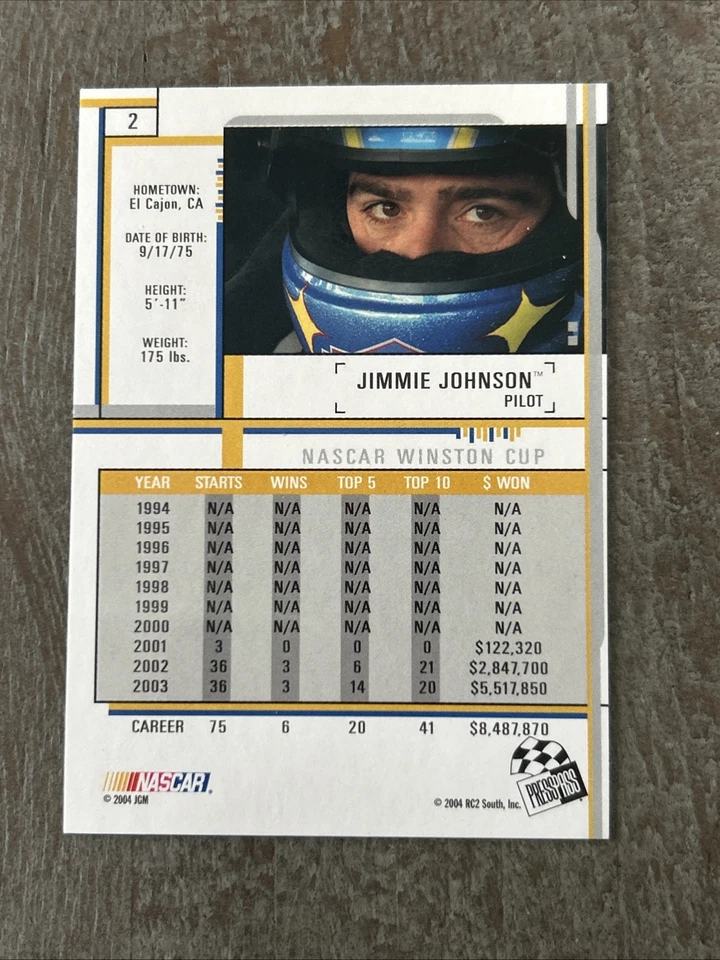 2
HOMETOWN:
El Cajon, CA
DATE OF BIRTH:
9/17/75
HEIGHT:
5'-11"
WEIGHT:
175 lbs.
JIMMIE JOHNSON™
PILOT
NASCAR WINSTON CUP
YEAR STARTS WINS TOP 5 TOP 10 $ WON
1994 N/A N/A N/A N/A N/A
1995 N/A N/A N/A N/A N/A
1996 N/A N/A N/A N/A N/A
1997 N/A N/A N/A N/A N/A
1998 N/A N/A N/A N/A N/A
1999 N/A N/A N/A N/A N/A
2000 N/A N/A N/A N/A N/A
2001 3 0 0 0 $122,320
2002 36 3 6 21 $2,847,700
2003 36 3 14 20 $5,517,850
CAREER 75 6 20 41 $8,487,870
NASCAR®
© 2004 JGM
© 2004 RC2 South, Inc.
PRESS PASS